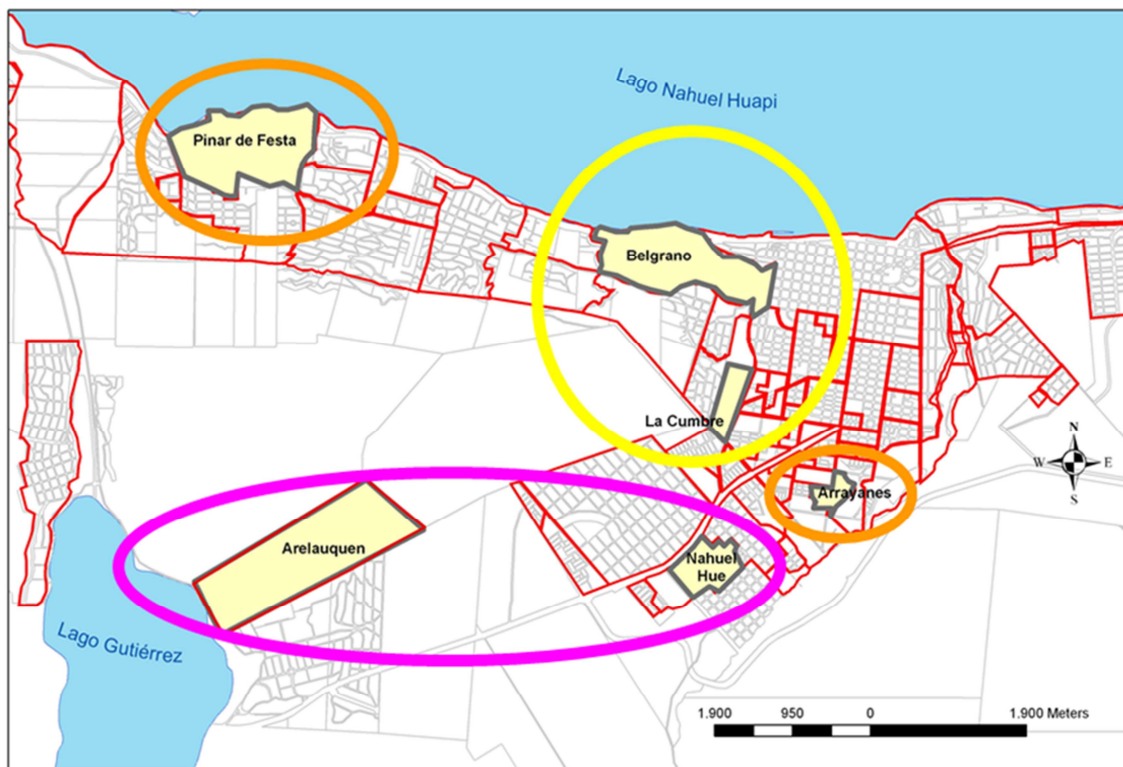 Lago Nahuel Huapi
Pinar de Festa
Belgrano
La Cumbre
N
W E
S
Arrayanes
Arelauquen
Nahuel
Hue
Lago Gutiérrez
1.900 950 0 1.900 Meters